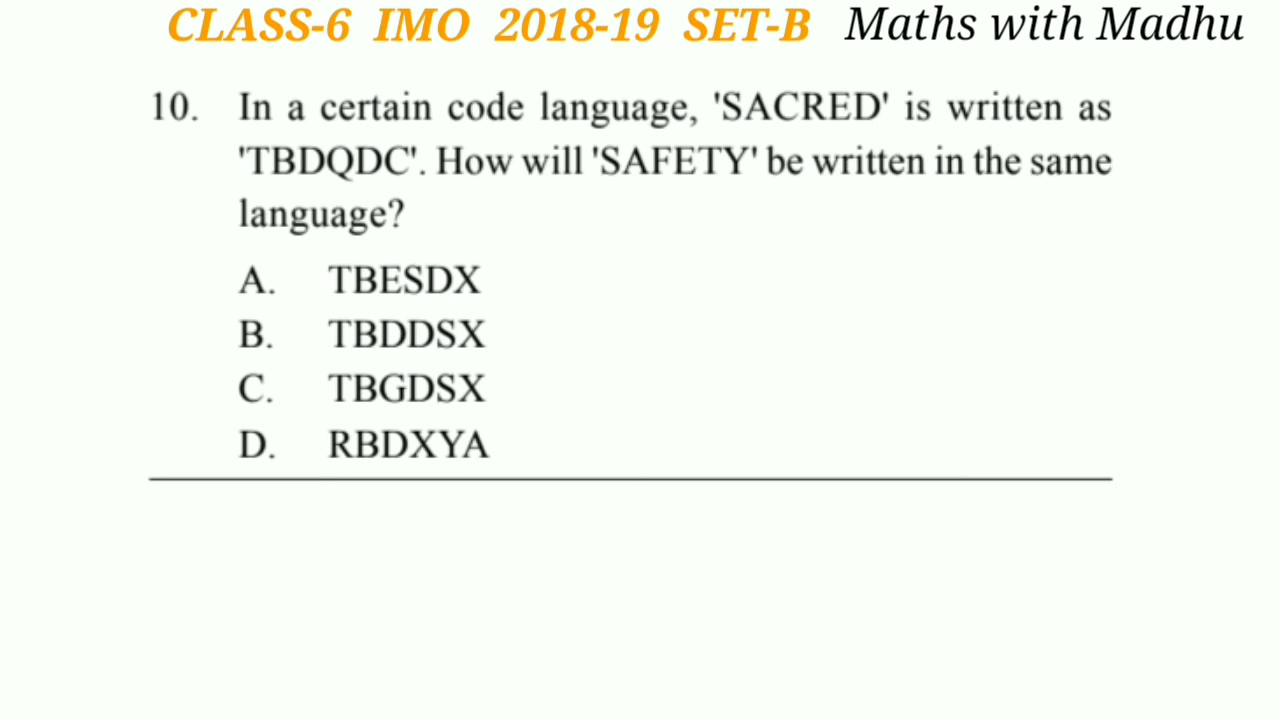 CLASS-6 IMO 2018-19 SET-B Maths with Madhu
10. In a certain code language, 'SACRED' is written as
'TBDQDC'. How will 'SAFETY' be written in the same
language?
A. TBESDX
B. TBDDSX
C. TBGDSX
D. RBDXYA